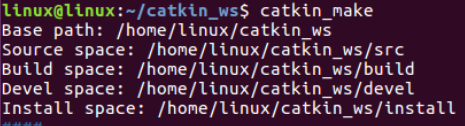 linux@linux:~/catkin_ws$ catkin_make
Base path: /home/linux/catkin_ws
Source space: /home/linux/catkin_ws/src
Build space: /home/linux/catkin_ws/build
Devel space: /home/linux/catkin_ws/devel
Install space: /home/linux/catkin_ws/install
####